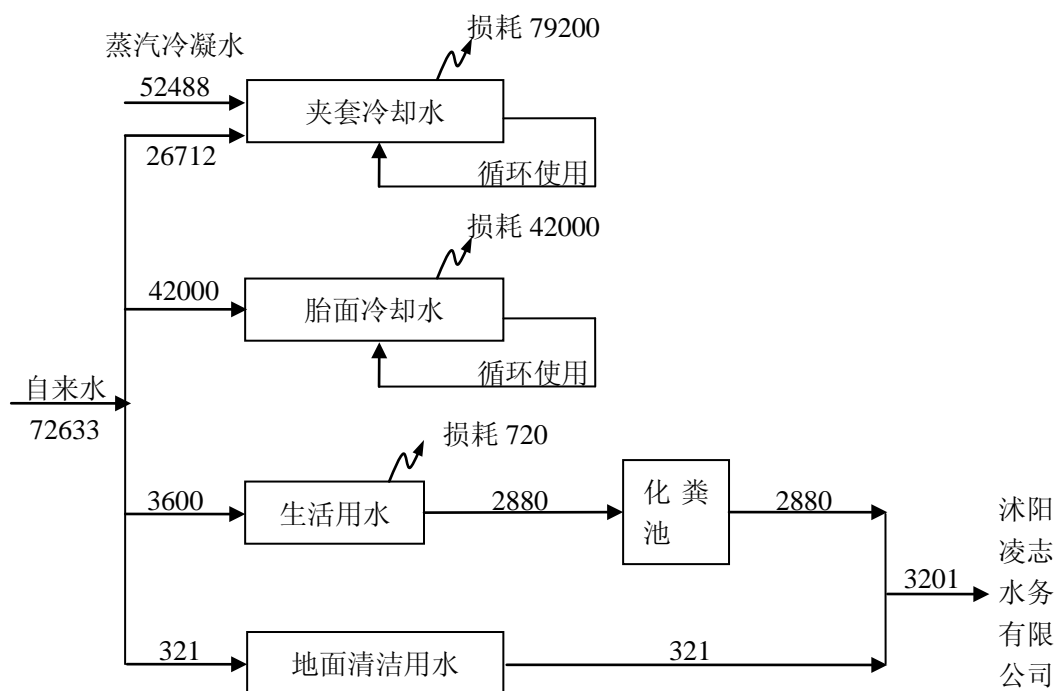 损耗 79200
蒸汽冷凝水
52488
夹套冷却水
26712
循环使用
损耗 42000
42000
胎面冷却水
循环使用
自来水
72633
损耗 720
3600
生活用水
2880
化粪
池
2880
3201
沭阳
凌志
水务
有限
公司
321
地面清洁用水
321